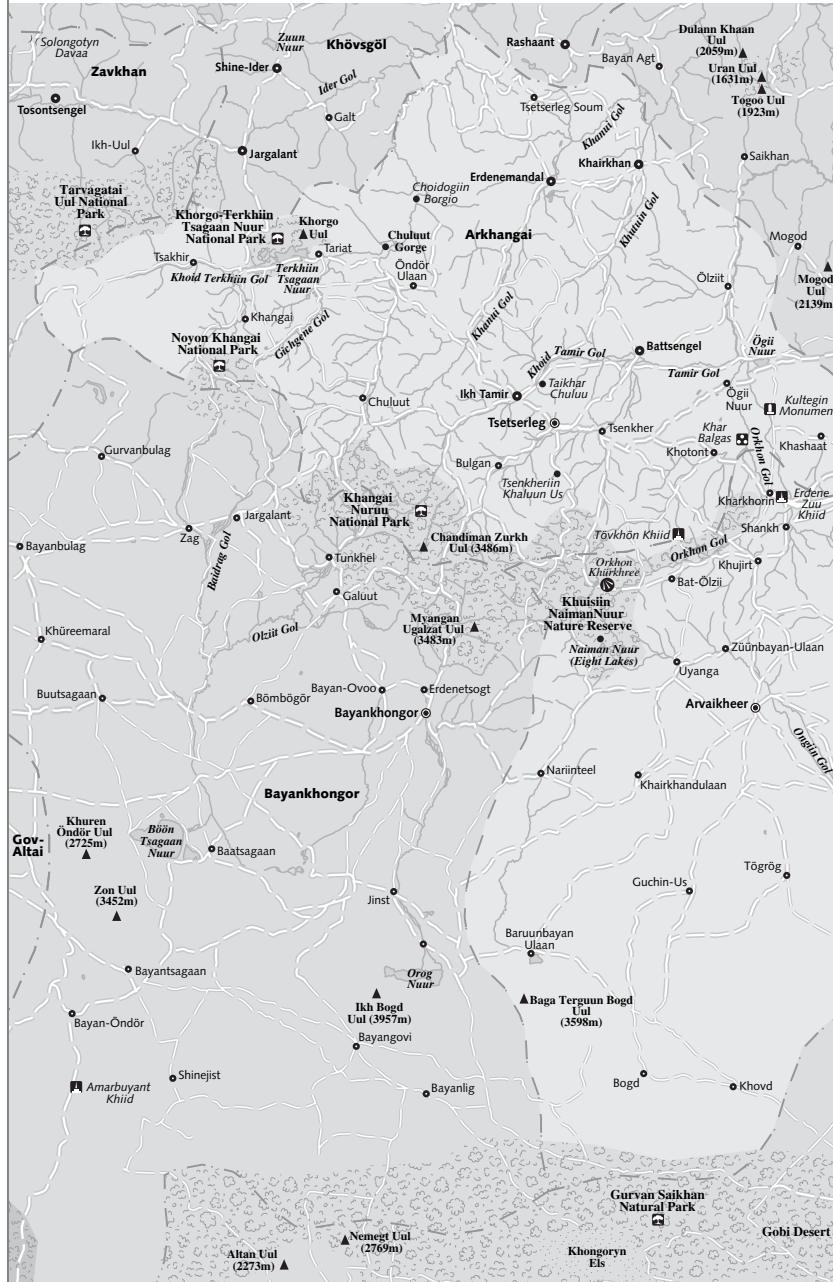 Dulann Khaan
Uul
(2059m)
Zuun
Nuur
Solongotyn
Davaa
Khövsgöl
Rashaant
Bayan Agt
Uran Uul
(1631m)
Zavkhan
Shine-Ider
Ider Gol
Togoo Uul
(1923m)
Tosontsengel
Tsetserleg Soum
Galt
Khanui Gol
Ikh-Uul
Jargalant
Saikhan
Khairkhan
Erdenemandal
Tarvagatai
Uul National
Park
Choidogiin
Borgio
Khorgo-Terkhiin
Tsagaan Nuur
National Park
Khorgo
Uul
Chuluut
Gorge
Arkhangai
Khutuin Gol
Mogod
Tariat
Tsakhir
Khoid Terkhiin Gol
Terkhiin
Tsagaan
Nuur
Öndör
Ulaan
Mogod
Uul
(2139m
Ölziit
Khanui Gol
Khangai
Gichgene Gol
Noyon Khangai
National Park
Ögii
Nuur
Battsengel
Khoid Tamir Gol
Tamir Gol
Taikhar
Chuluu
Ikh Tamir
Chuluut
Ögii
Nuur
Kultegin
Monumen
Tsetserleg
Tsenkher
Khar
Balgas
Orkhon Gol
Khashaat
Gurvanbulag
Khotont
Bulgan
Tsenkheriin
Khaluun Us
Khangai
Nuruu
National Park
Kharkhorin
Erdene
Zuu
Khiid
Jargalant
Zag
Tövkhön Khiid
Shankh
Chandiman Zurkh
Uul (3486m)
Orkhon Gol
Bayanbulag
Baidrag Gol
Tunkhel
Orkhon
Khürkhree
Khujirt
Bat-Ölzii
Galuut
Khuisiin
NaimanNuur
Nature Reserve
Myangan
Ugalzat Uul
(3483m)
Olziit Gol
Khüreemaral
Naiman Nuur
(Eight Lakes)
Züünbayan-Ulaan
Uyanga
Bayan-Ovoo
Erdenetsogt
Buutsagaan
Bömbögör
Bayankhongor
Arvaikheer
Ongiin Gol
Nariinteel
Khairkhandulaan
Bayankhongor
Khuren
Öndör Uul
(2725m)
Böön
Tsagaan
Nuur
Gov-
Altai
Baatsagaan
Tögrög
Zon Uul
(3452m)
Guchin-Us
Jinst
Baruunbayan
Ulaan
Bayantsagaan
Orog
Nuur
Ikh Bogd
Uul (3957m)
Baga Terguun Bogd
Uul
(3598m)
Bayan-Öndör
Bayangovi
Shinejist
Bogd
Khovd
Amarbuyant
Khiid
Bayanlig
Gurvan Saikhan
Natural Park
Gobi Desert
Nemegt Uul
(2769m)
Altan Uul
(2273m)
Khongoryn
Els